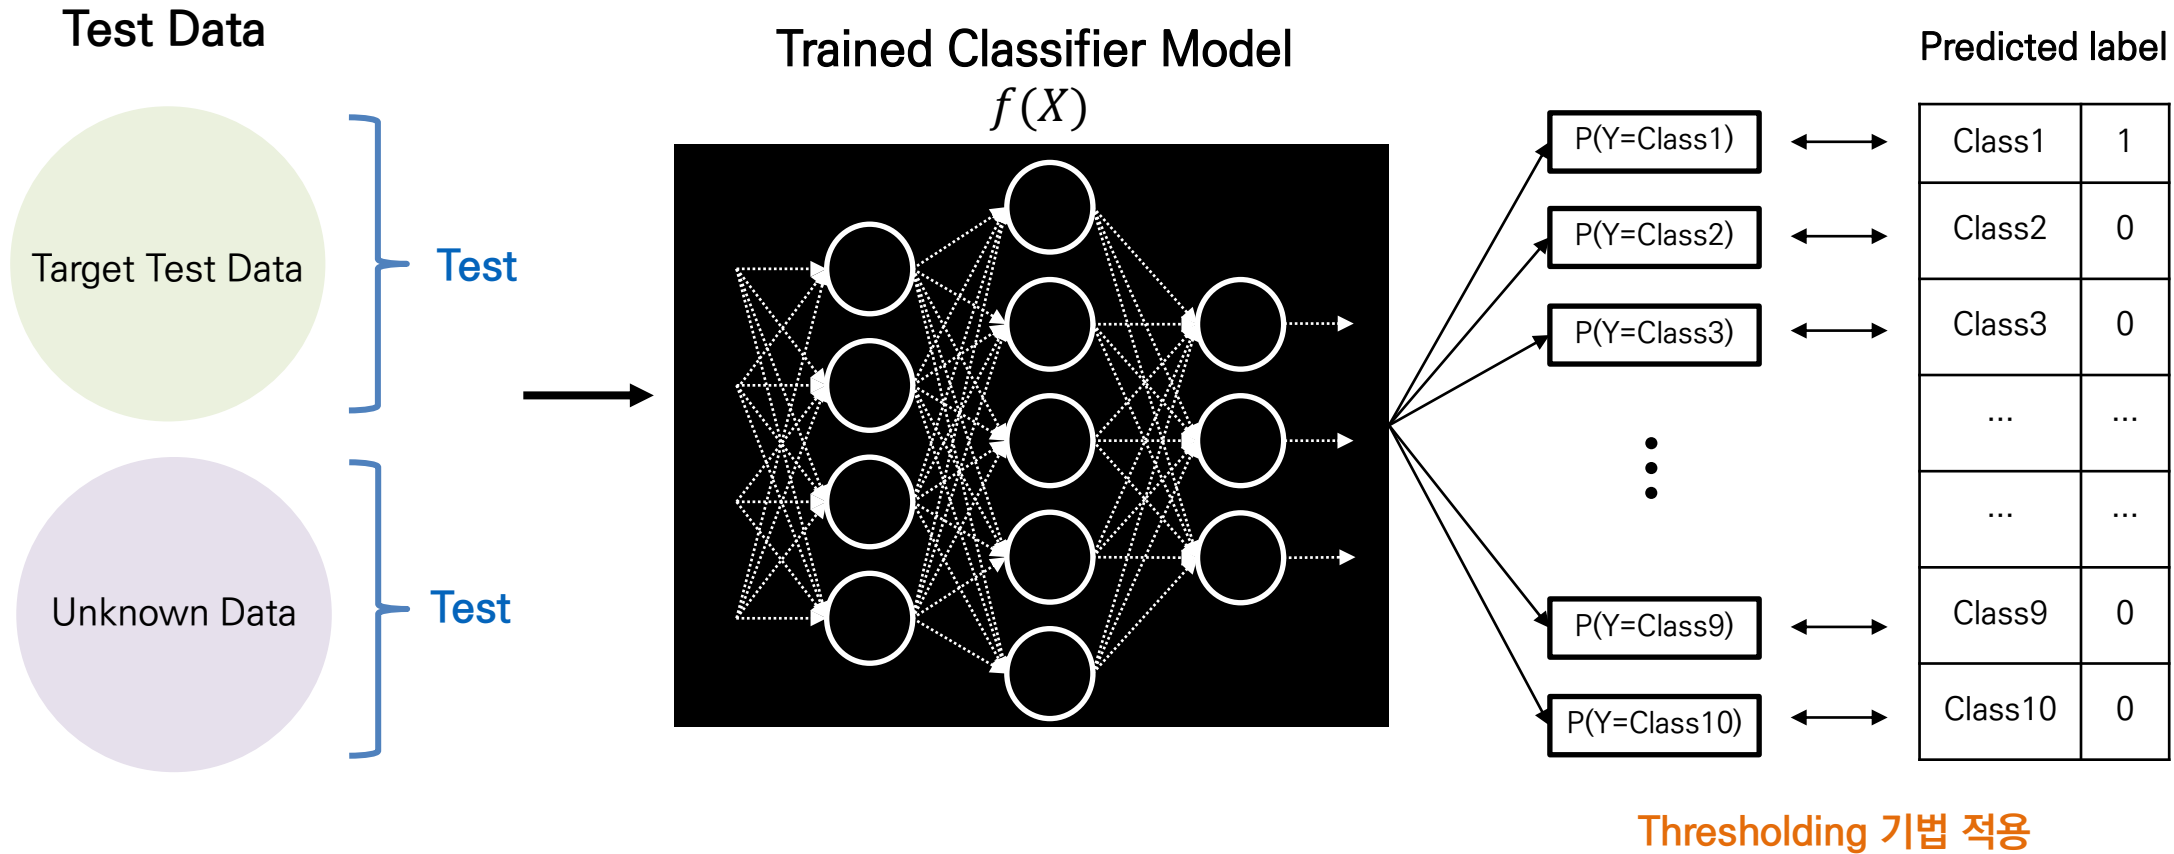 Test Data
Target Test Data
Test
Unknown Data
Test
Trained Classifier Model
f(X)
P(Y=Class1)
P(Y=Class2)
P(Y=Class3)
P(Y=Class9)
P(Y=Class10)
Predicted label
Class1 1
Class2 0
Class3 0
... ...
... ...
Class9 0
Class10 0
Thresholding 기법 적용